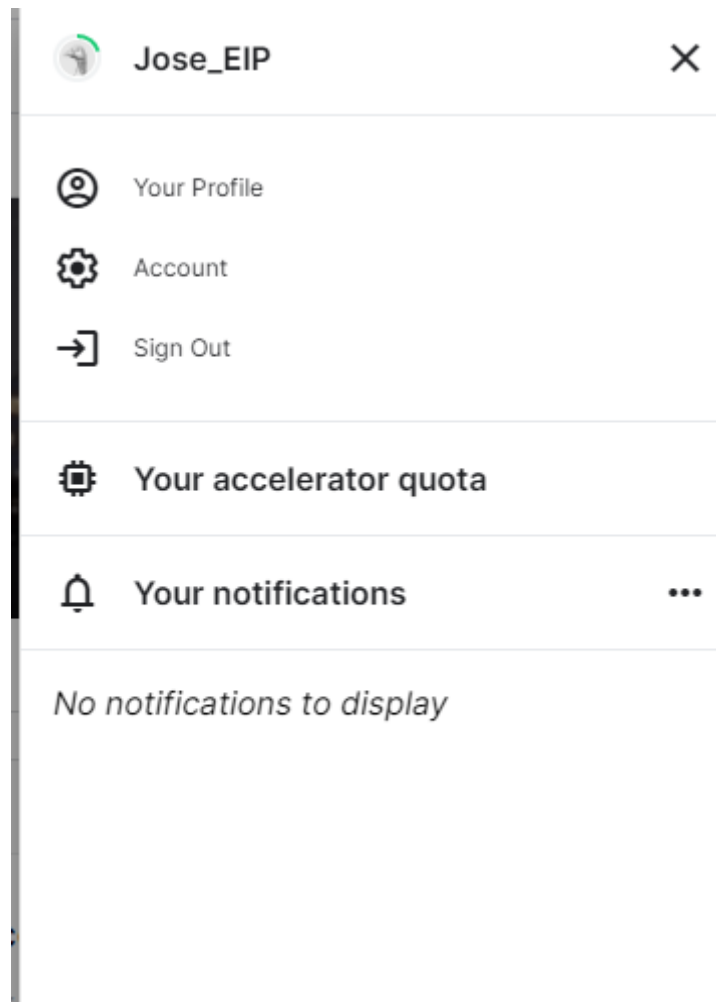 Jose_EIP
Your Profile
Account
Sign Out
Your accelerator quota
Your notifications
No notifications to display